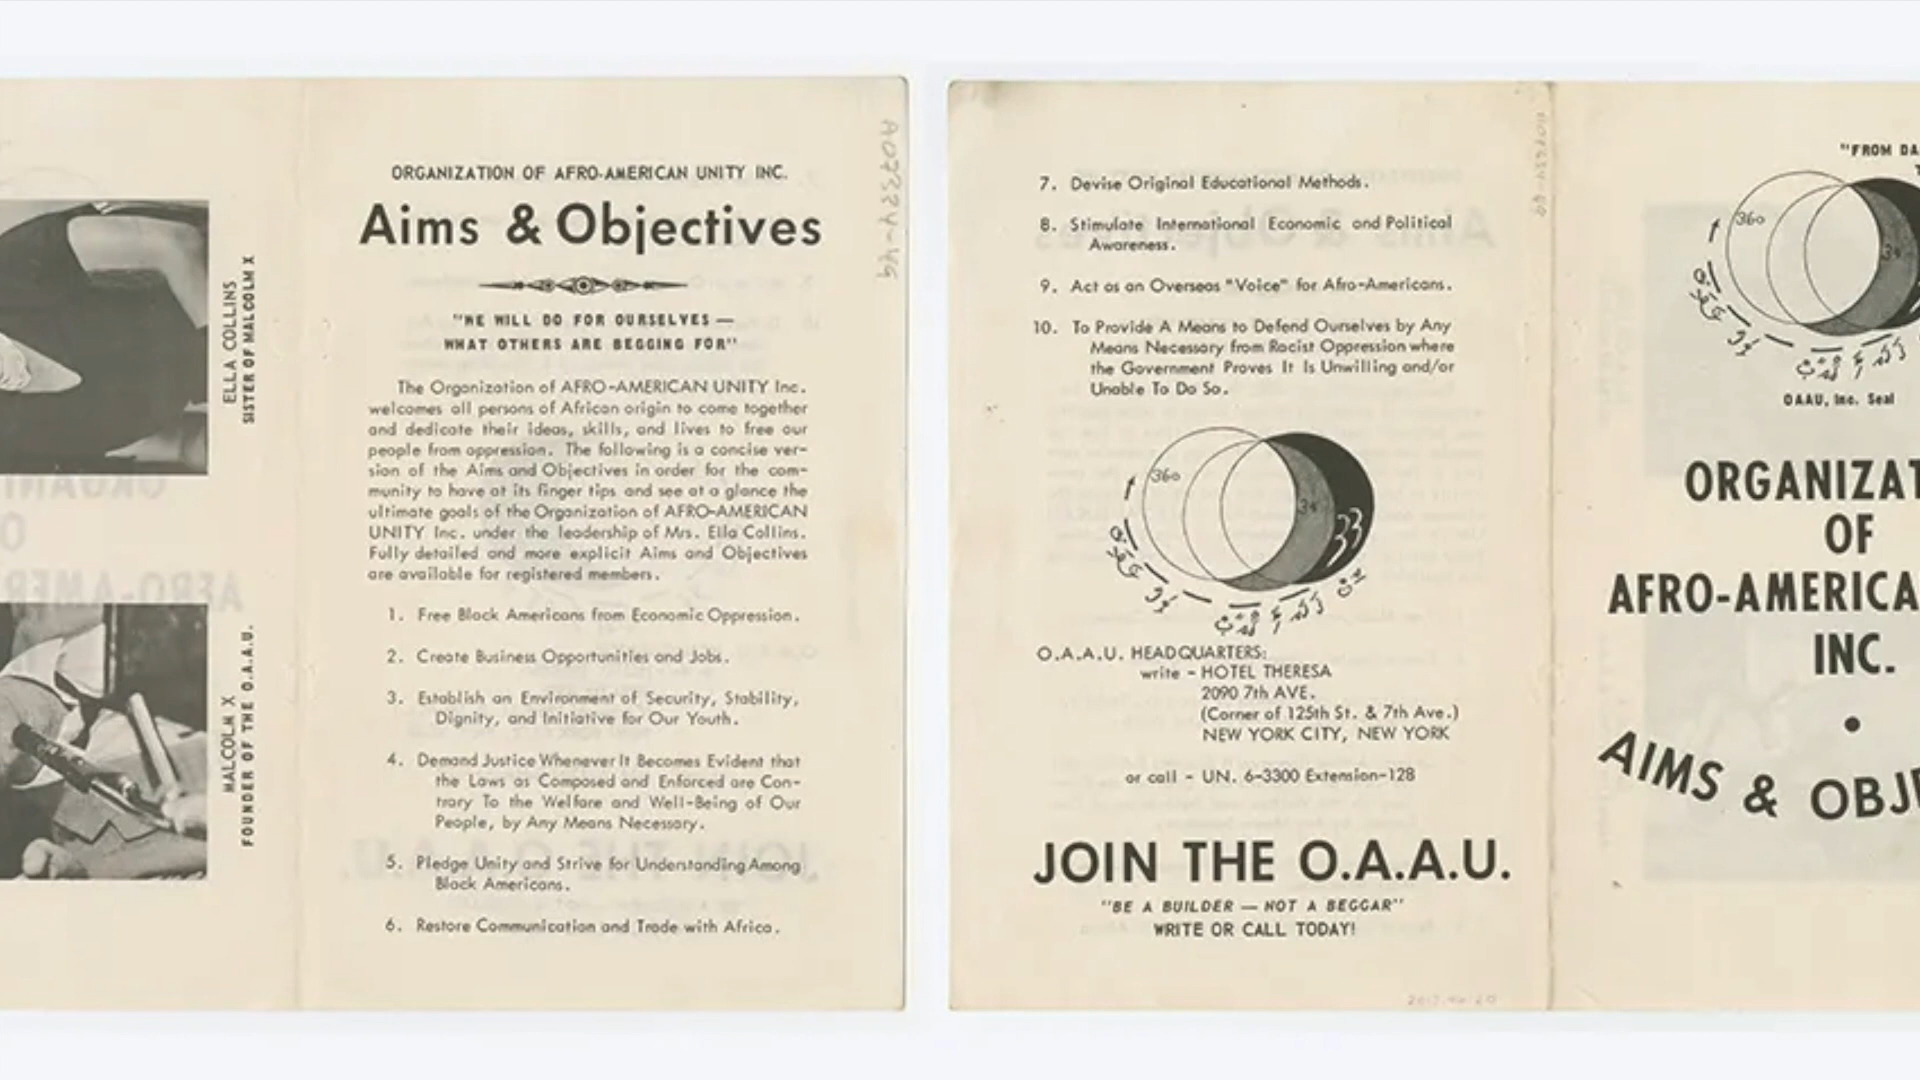 ELLA COLLINS
SISTER OF MALCOLM X
MALCOLM X
FOUNDER OF THE O.A.A.U.
ORGANIZATION OF AFRO-AMERICAN UNITY INC.
Aims & Objectives
"WE WILL DO FOR OURSELVES —
WHAT OTHERS ARE BEGGING FOR"
The Organization of AFRO-AMERICAN UNITY Inc.
welcomes all persons of African origin to come together
and dedicate their ideas, skills, and lives to free our
people from oppression. The following is a concise ver-
sion of the Aims and Objectives in order for the com-
munity to have at its finger tips and see at a glance the
ultimate goals of the Organization of AFRO-AMERICAN
UNITY Inc. under the leadership of Mrs. Ella Collins.
Fully detailed and more explicit Aims and Objectives
are available for registered members.
1. Free Black Americans from Economic Oppression.
2. Create Business Opportunities and Jobs.
3. Establish an Environment of Security, Stability,
Dignity, and Initiative for Our Youth.
4. Demand Justice Whenever It Becomes Evident that
the Laws as Composed and Enforced are Con-
trary To the Welfare and Well-Being of Our
People, by Any Means Necessary.
5. Pledge Unity and Strive for Understanding Among
Black Americans.
6. Restore Communication and Trade with Africa.
7. Devise Original Educational Methods.
8. Stimulate International Economic and Political
Awareness.
9. Act as an Overseas "Voice" for Afro-Americans.
10. To Provide A Means to Defend Ourselves by Any
Means Necessary from Racist Oppression where
the Government Proves It Is Unwilling and/or
Unable To Do So.
360
33
O.A.A.U. HEADQUARTERS:
write - HOTEL THERESA
2090 7th AVE.
(Corner of 125th St. & 7th Ave.)
NEW YORK CITY, NEW YORK
or call - UN. 6-3300 Extension-128
JOIN THE O.A.A.U.
"BE A BUILDER — NOT A BEGGAR"
WRITE OR CALL TODAY!
"FROM DA
360
OAAU, Inc. Seal
ORGANIZAT
OF
AFRO-AMERICA
INC.
AIMS & OBJE